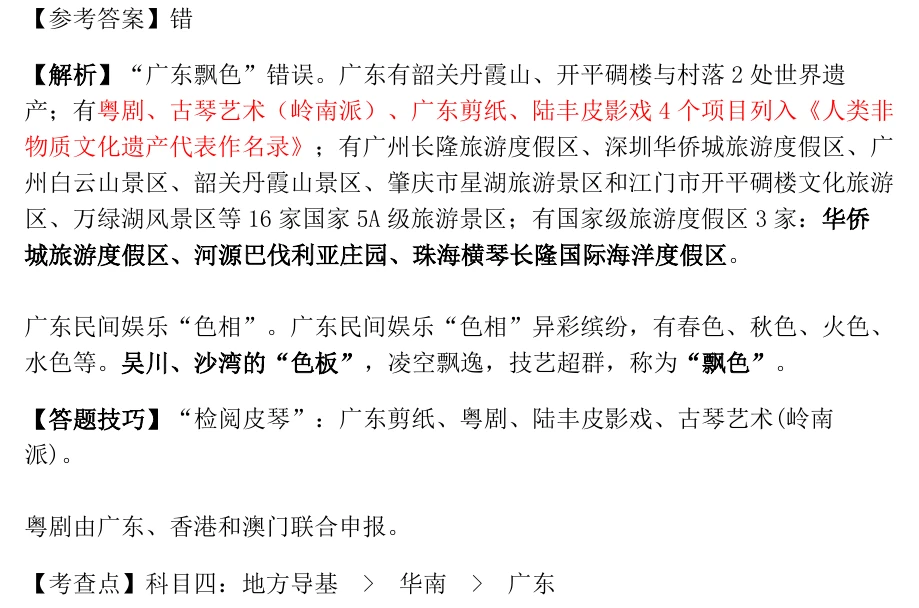 【参考答案】错
【解析】“广东飘色”错误。广东有韶关丹霞山、开平碉楼与村落 2 处世界遗
产；有粤剧、古琴艺术（岭南派）、广东剪纸、陆丰皮影戏 4 个项目列入《人类非
物质文化遗产代表作名录》；有广州长隆旅游度假区、深圳华侨城旅游度假区、广
州白云山景区、韶关丹霞山景区、肇庆市星湖旅游景区和江门市开平碉楼文化旅游
区、万绿湖风景区等 16 家国家 5A 级旅游景区；有国家级旅游度假区 3 家：华侨
城旅游度假区、河源巴伐利亚庄园、珠海横琴长隆国际海洋度假区。
广东民间娱乐“色相”。广东民间娱乐“色相”异彩缤纷，有春色、秋色、火色、
水色等。吴川、沙湾的“色板”，凌空飘逸，技艺超群，称为“飘色”。
【答题技巧】“检阅皮琴”：广东剪纸、粤剧、陆丰皮影戏、古琴艺术(岭南
派)。
粤剧由广东、香港和澳门联合申报。
【考查点】科目四：地方导基 > 华南 > 广东